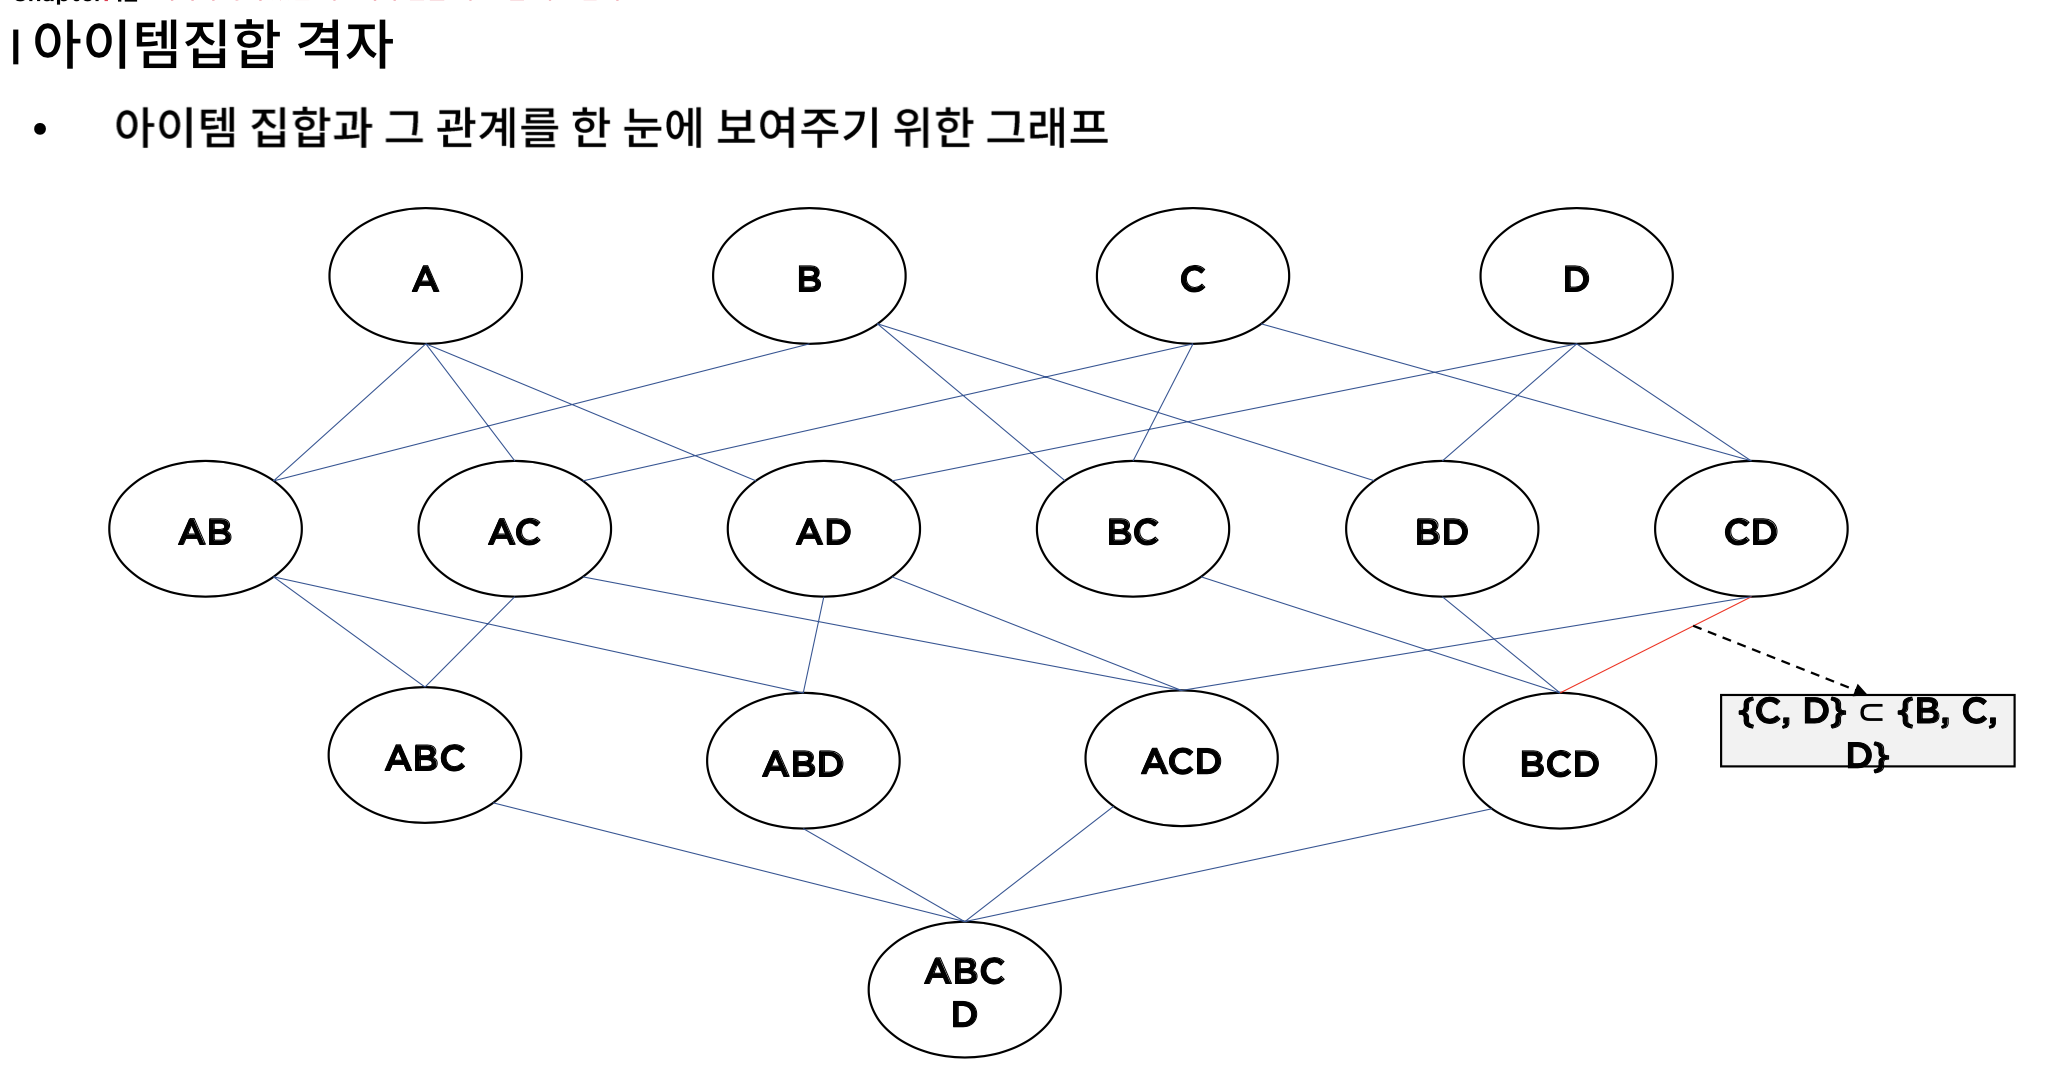 아이템집합 격자
• 아이템 집합과 그 관계를 한 눈에 보여주기 위한 그래프
A
B
C
D
AB
AC
AD
BC
BD
CD
ABC
ABD
ACD
BCD
{C, D} ⊂ {B, C,
D}
ABC
D